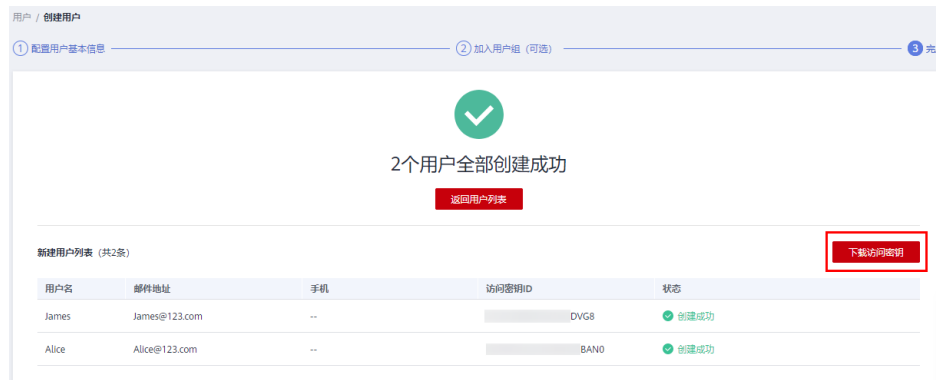 用户 / 创建用户
1 配置用户基本信息 2 加入用户组（可选） 3 完
2个用户全部创建成功
返回用户列表
新建用户列表（共2条） 下载访问密钥
用户名 邮件地址 手机 访问密钥ID 状态
James James@123.com -- DVG8 创建成功
Alice Alice@123.com -- BAN0 创建成功